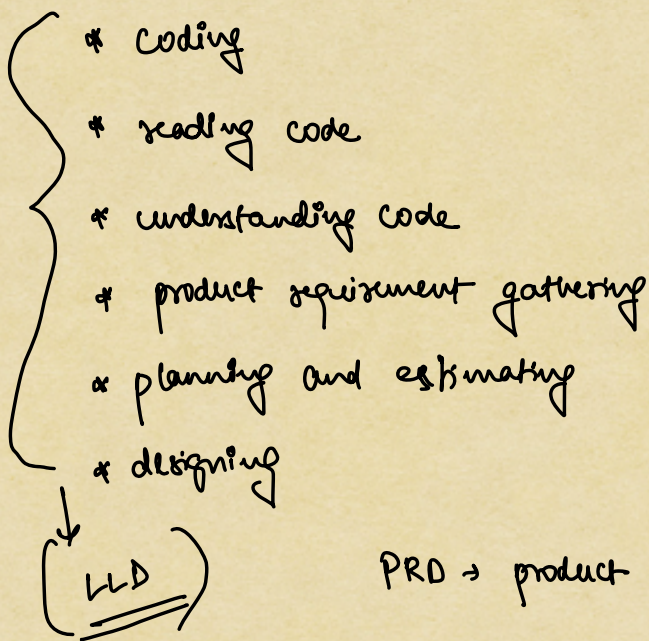 * coding
* reading code
* understanding code
* product requirement gathering
* planning and estimating
* designing
LLD
PRD → product